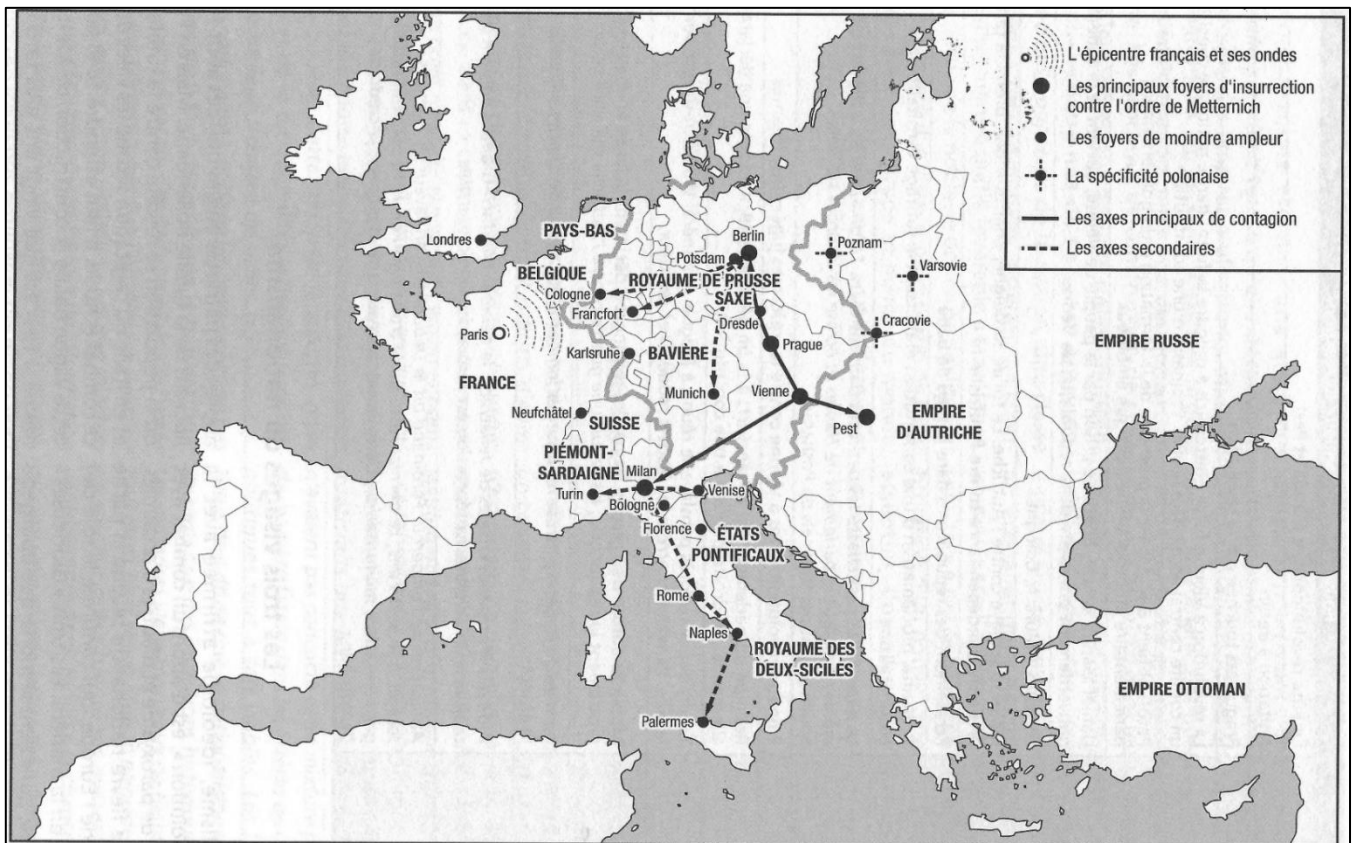 L'épicentre français et ses ondes
Les principaux foyers d'insurrection
contre l'ordre de Metternich
Les foyers de moindre ampleur
La spécificité polonaise
Les axes principaux de contagion
Les axes secondaires
Londres
PAYS-BAS
BELGIQUE
Cologne
Francfort
Paris
Karlsruhe
FRANCE
Neufchâtel
SUISSE
BAVIÈRE
Munich
Potsdam
Berlin
ROYAUME DE PRUSSE
SAXE
Dresde
Prague
Vienne
Pest
Poznam
Varsovie
Cracovie
EMPIRE RUSSE
EMPIRE
D'AUTRICHE
PIÉMONT-
SARDAIGNE
Milan
Turin
Venise
Bologne
Florence
ÉTATS
PONTIFICAUX
Rome
Naples
ROYAUME DES
DEUX-SICILES
Palermes
EMPIRE OTTOMAN